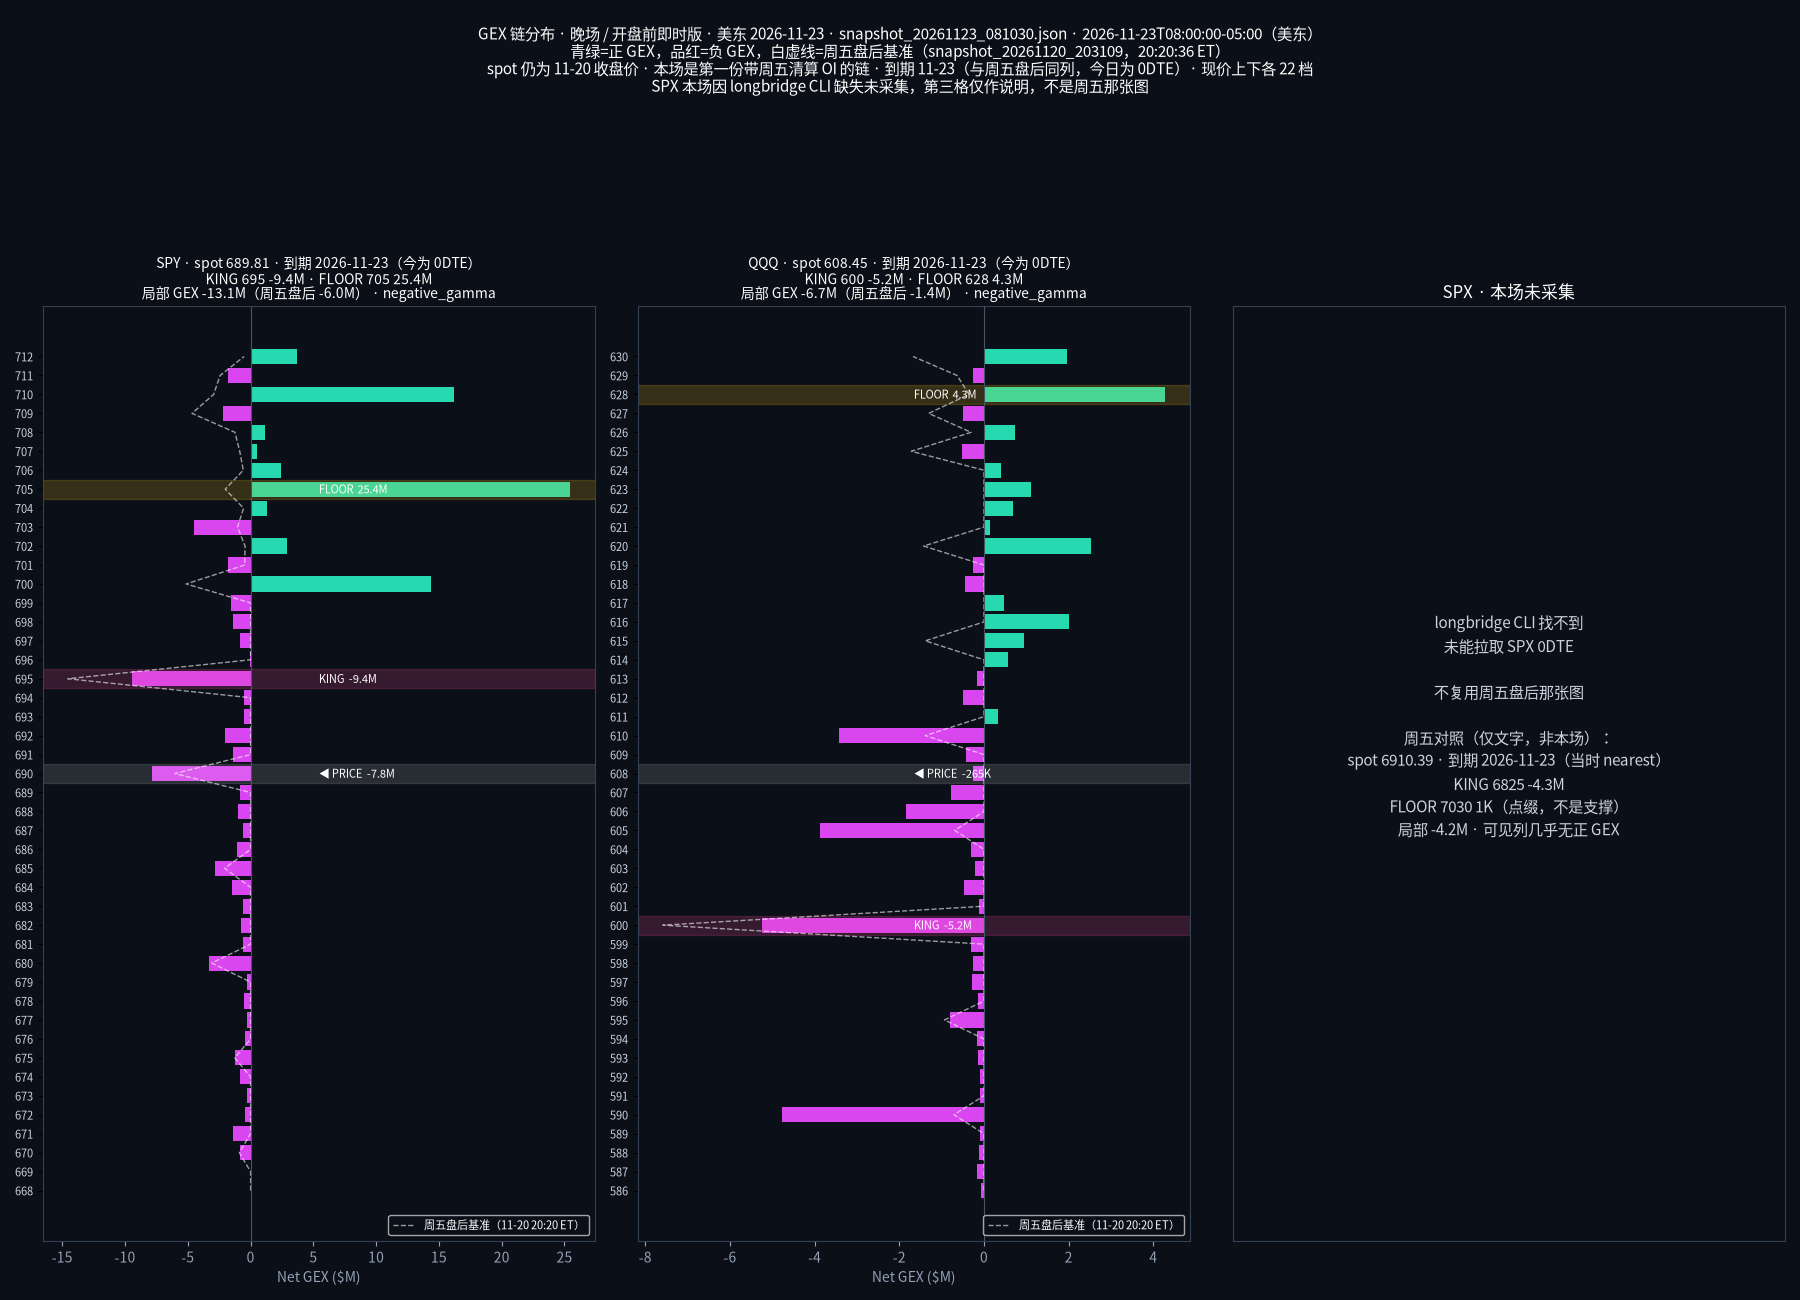 GEX 链分布 · 晚场 / 开盘前即时版 · 美东 2026-11-23 · snapshot_20261123_081030.json · 2026-11-23T08:00:00-05:00（美东）
青绿=正 GEX，品红=负 GEX，白虚线=周五盘后基准（snapshot_20261120_203109，20:20:36 ET）
spot 仍为 11-20 收盘价 · 本场是第一份带周五清算 OI 的链 · 到期 11-23（与周五盘后同列，今日为 0DTE） · 现价上下各 22 档
SPX 本场因 longbridge CLI 缺失未采集，第三格仅作说明，不是周五那张图
SPY · spot 689.81 · 到期 2026-11-23（今为 0DTE）
KING 695 -9.4M · FLOOR 705 25.4M
局部 GEX -13.1M（周五盘后 -6.0M） · negative_gamma
712
711
710
709
708
707
706
705
FLOOR 25.4M
704
703
702
701
700
699
698
697
696
695
KING -9.4M
694
693
692
691
690
◀ PRICE -7.8M
689
688
687
686
685
684
683
682
681
680
679
678
677
676
675
674
673
672
671
670
669
668
周五盘后基准（11-20 20:20 ET）
-15 -10 -5 0 5 10 15 20 25
Net GEX ($M)
QQQ · spot 608.45 · 到期 2026-11-23（今为 0DTE）
KING 600 -5.2M · FLOOR 628 4.3M
局部 GEX -6.7M（周五盘后 -1.4M） · negative_gamma
630
629
628
FLOOR 4.3M
627
626
625
624
623
622
621
620
619
618
617
616
615
614
613
612
611
610
609
608
◀ PRICE -265K
607
606
605
604
603
602
601
600
KING -5.2M
599
598
597
596
595
594
593
592
591
590
589
588
587
586
周五盘后基准（11-20 20:20 ET）
-8 -6 -4 -2 0 2 4
Net GEX ($M)
SPX · 本场未采集
longbridge CLI 找不到
未能拉取 SPX 0DTE
不复用周五盘后那张图
周五对照（仅文字，非本场）：
spot 6910.39 · 到期 2026-11-23（当时 nearest）
KING 6825 -4.3M
FLOOR 7030 1K（点缀，不是支撑）
局部 -4.2M · 可见列几乎无正 GEX